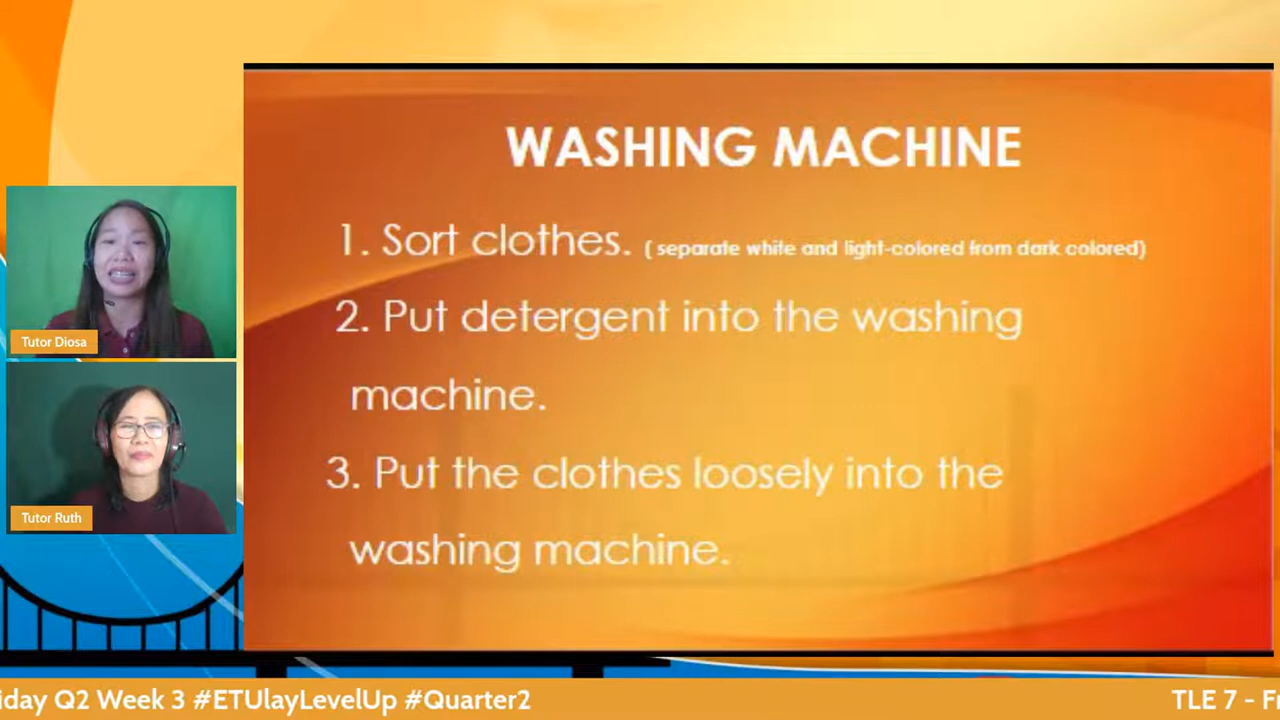 WASHING MACHINE
1. Sort clothes. ( separate white and light-colored from dark colored)
2. Put detergent into the washing
machine.
3. Put the clothes loosely into the
washing machine.
Tutor Diosa
Tutor Ruth
Q2 Week 3 #ETUlayLevelUp #Quarter2
TLE 7 -